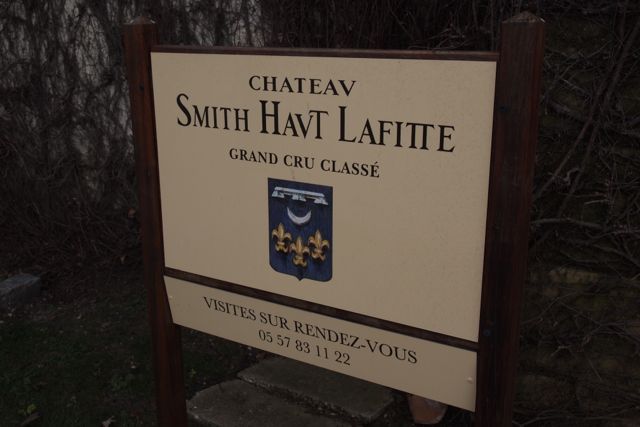 CHATEAV
SMITH HAVT LAFITTE
GRAND CRU CLASSÉ
VISITES SUR RENDEZ-VOUS
05 57 83 11 22